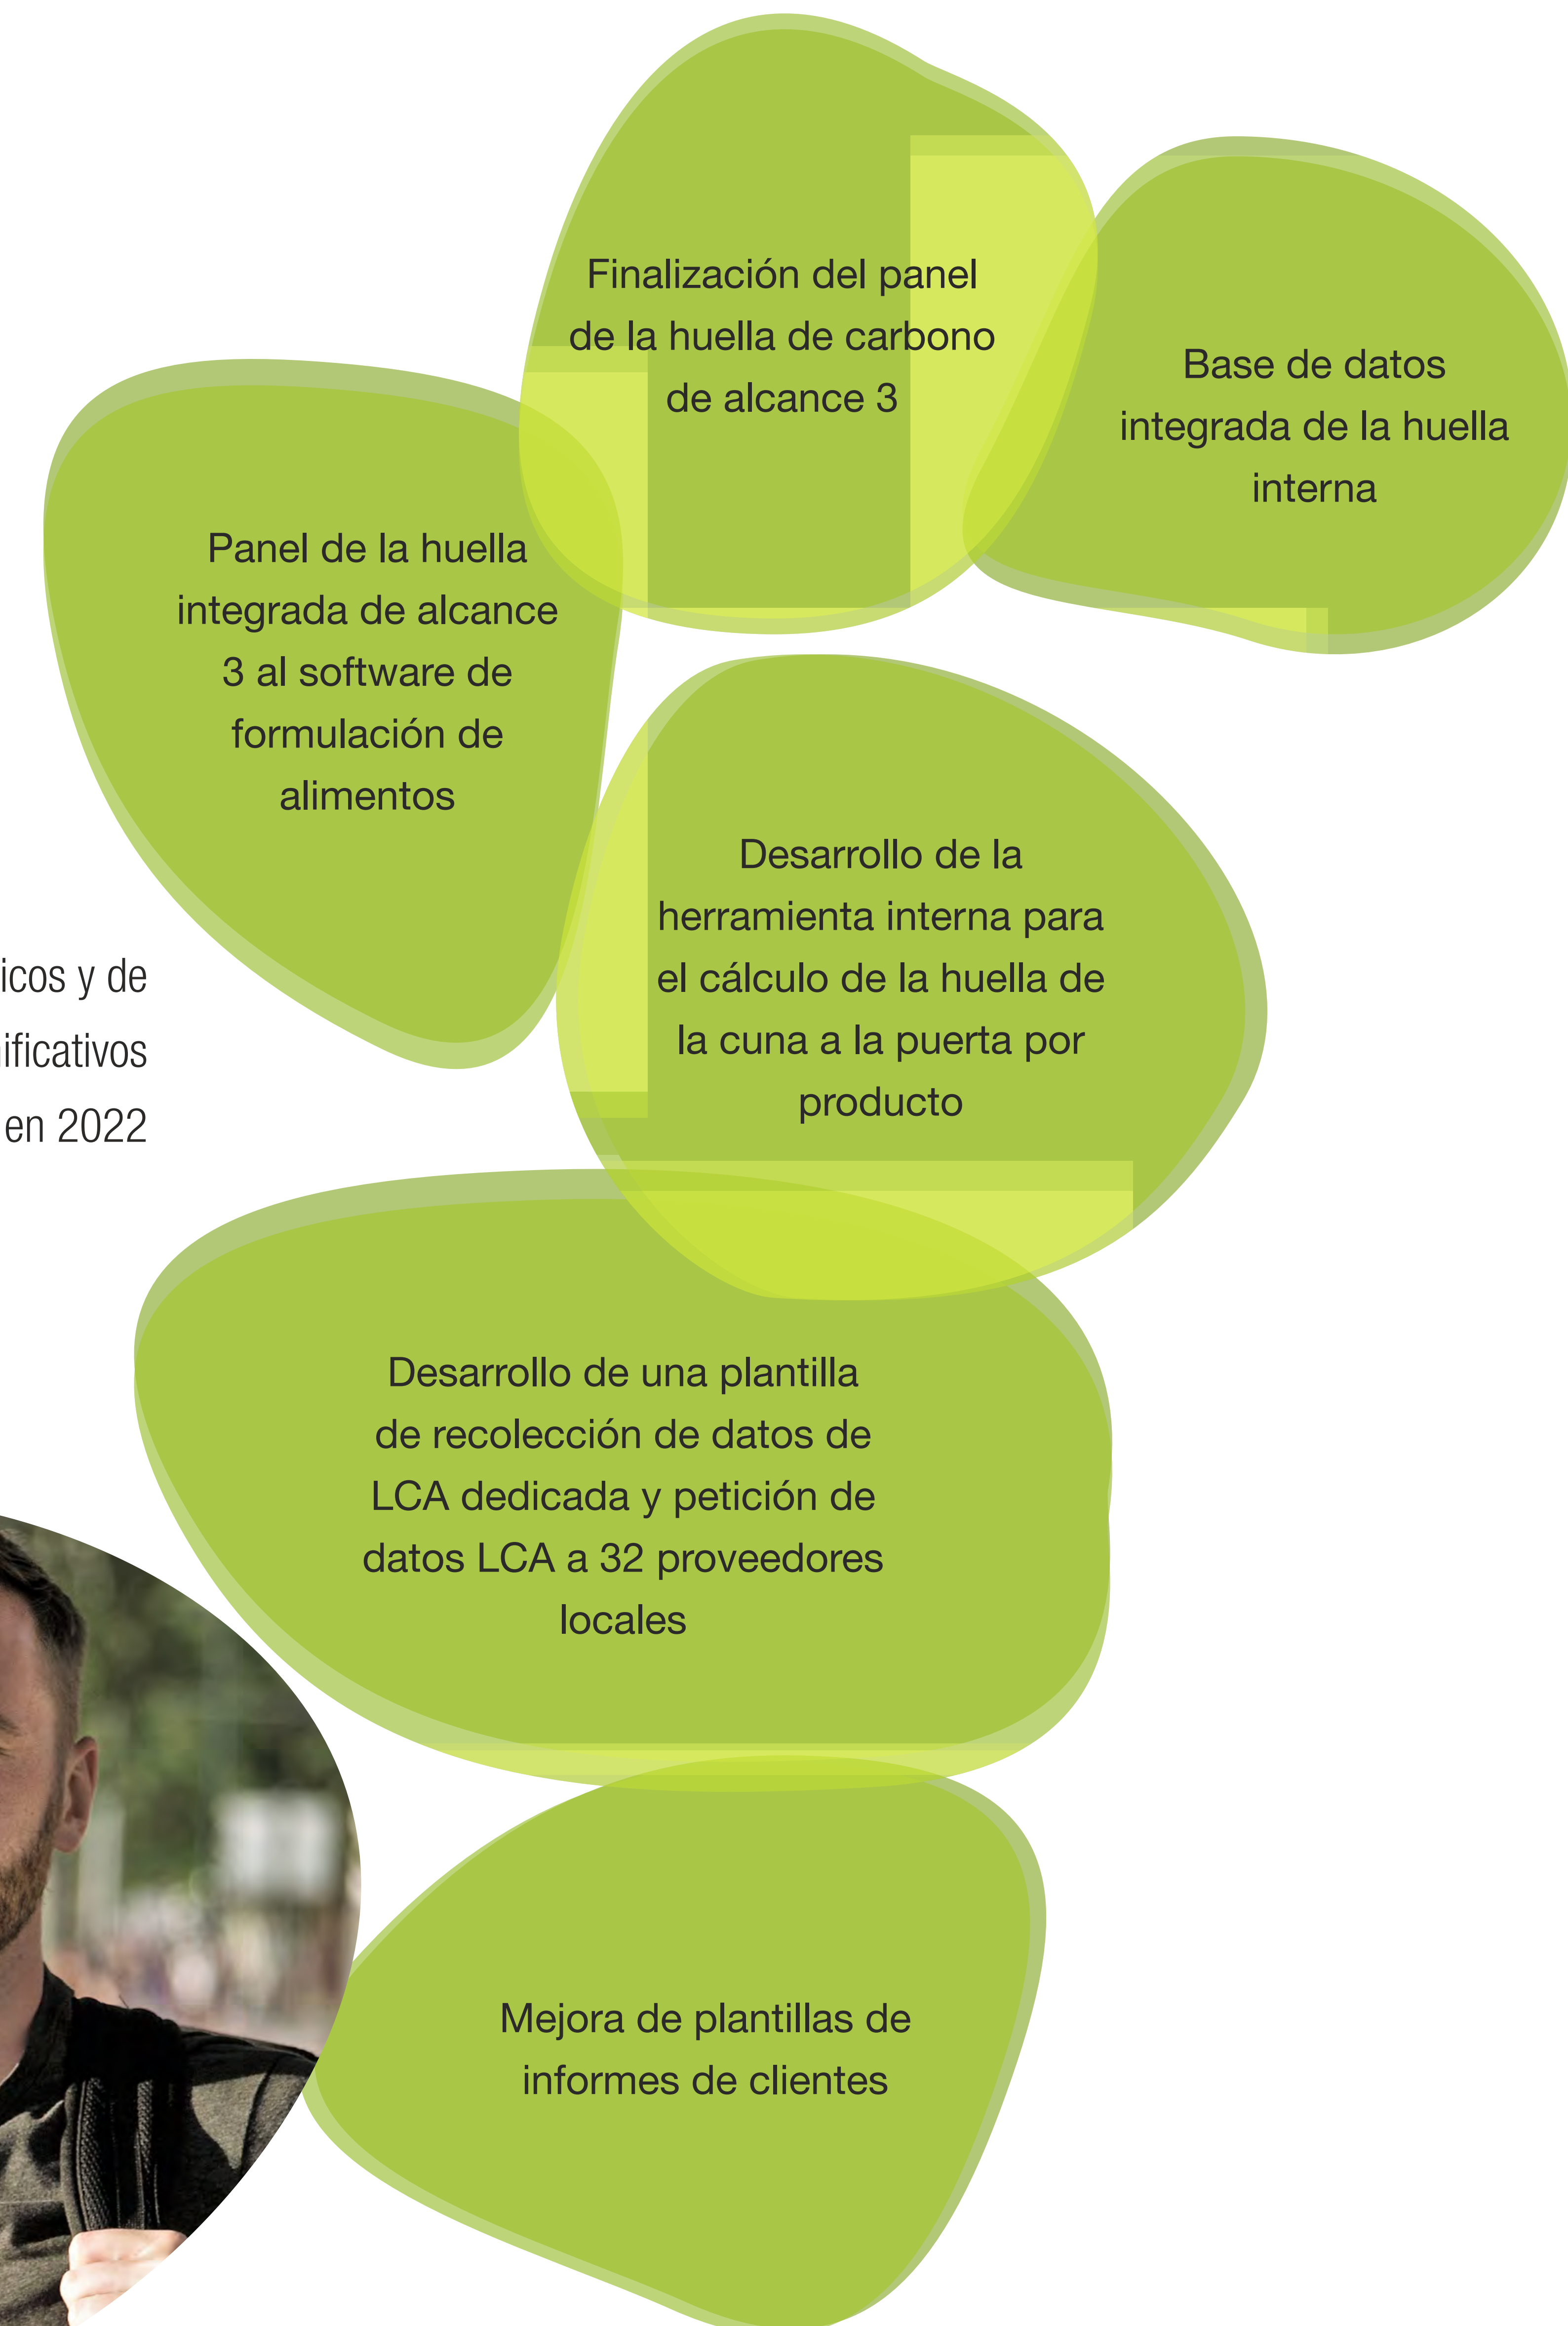 Finalización del panel
de la huella de carbono
de alcance 3
Base de datos
integrada de la huella
interna
Panel de la huella
integrada de alcance
3 al software de
formulación de
alimentos
Desarrollo de la
herramienta interna para
el cálculo de la huella de
la cuna a la puerta por
producto
y de
en 2022
Desarrollo de una plantilla
de recolección de datos de
LCA dedicada y petición de
datos LCA a 32 proveedores
locales
Mejora de plantillas de
informes de clientes